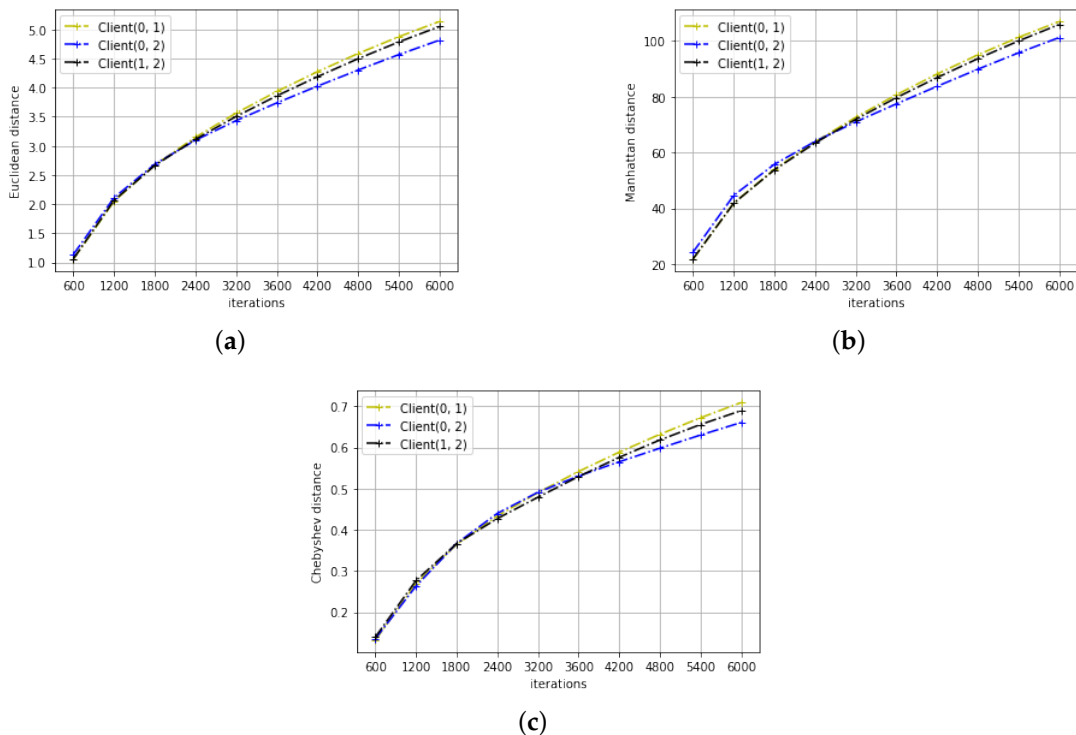 Client(0, 1)
Client(0, 2)
Client(1, 2)
Euclidean distance
5.0
4.5
4.0
3.5
3.0
2.5
2.0
1.5
1.0
600 1200 1800 2400 3200 3600 4200 4800 5400 6000
iterations
(a)
Client(0, 1)
Client(0, 2)
Client(1, 2)
Manhattan distance
100
80
60
40
20
600 1200 1800 2400 3200 3600 4200 4800 5400 6000
iterations
(b)
Client(0, 1)
Client(0, 2)
Client(1, 2)
Chebyshev distance
0.7
0.6
0.5
0.4
0.3
0.2
600 1200 1800 2400 3200 3600 4200 4800 5400 6000
iterations
(c)